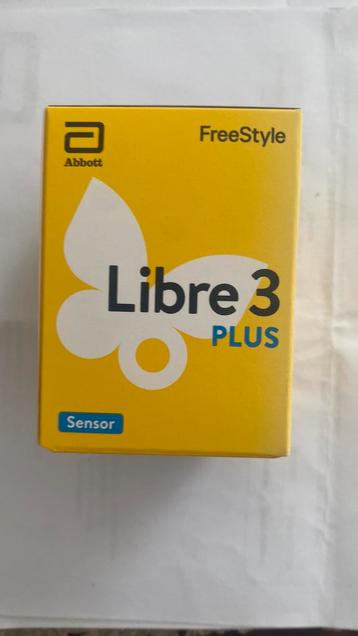 Abbott
FreeStyle
Libre 3
PLUS
Sensor